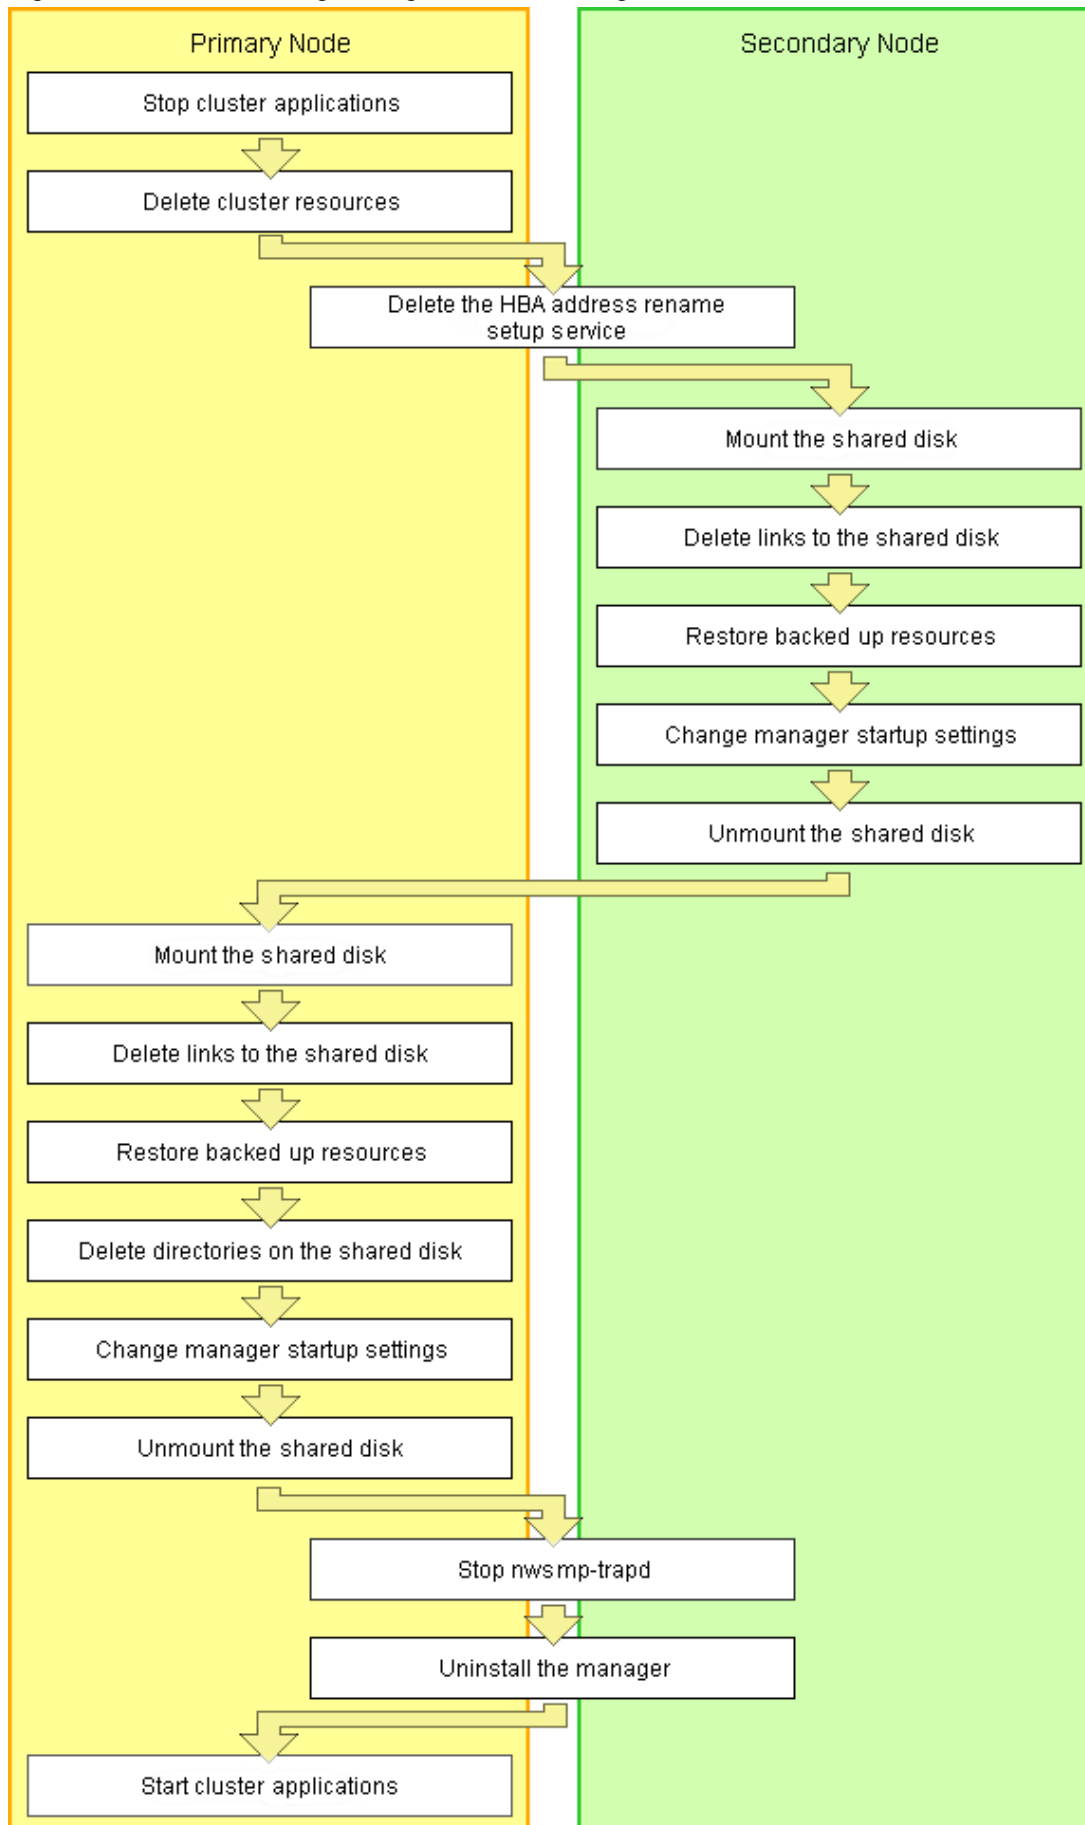 Primary Node
Secondary Node
Stop cluster applications
Delete cluster resources
Delete the HBA address rename
setup service
Mount the shared disk
Delete links to the shared disk
Restore backed up resources
Change manager startup settings
Unmount the shared disk
Mount the shared disk
Delete links to the shared disk
Restore backed up resources
Delete directories on the shared disk
Change manager startup settings
Unmount the shared disk
Stop nwsmp-trapd
Uninstall the manager
Start cluster applications